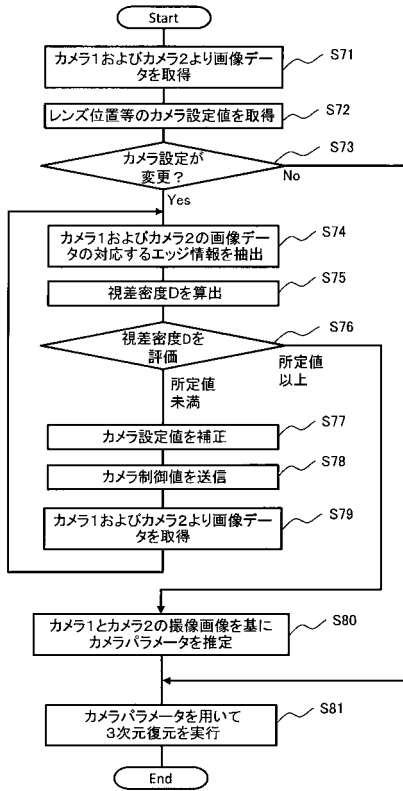 Start
カメラ1およびカメラ2より画像デー
タを取得
S71
レンズ位置等のカメラ設定値を取得
S72
カメラ設定が
変更?
S73
No
Yes
カメラ1およびカメラ2の画像デー
タの対応するエッジ情報を抽出
S74
視差密度Dを算出
S75
視差密度Dを
評価
S76
所定値
以上
所定値
未満
カメラ設定値を補正
S77
カメラ制御値を送信
S78
カメラ1およびカメラ2より画像デー
タを取得
S79
カメラ1とカメラ2の撮像画像を基に
カメラパラメータを推定
S80
カメラパラメータを用いて
3次元復元を実行
S81
End